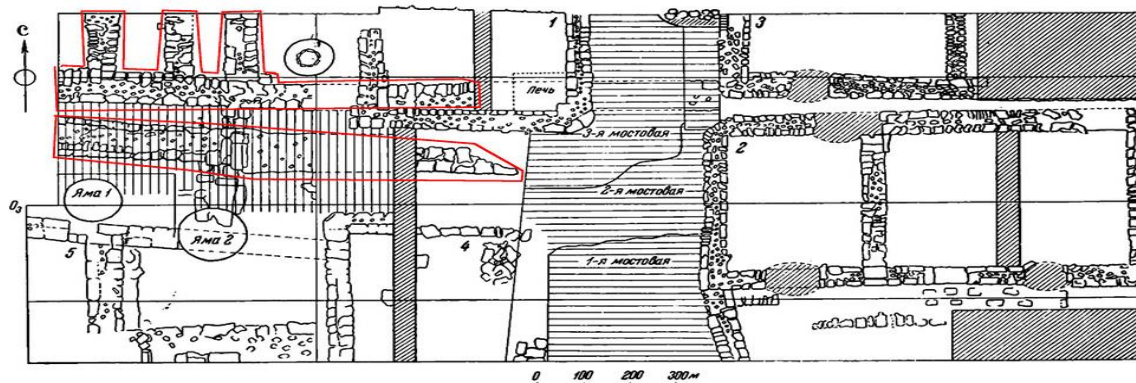 с
1
3
Печь
3-я мостовая
2
2-я мостовая
Яма 1
О₃
Яма 2
5
4
1-я мостовая
0 100 200 300м